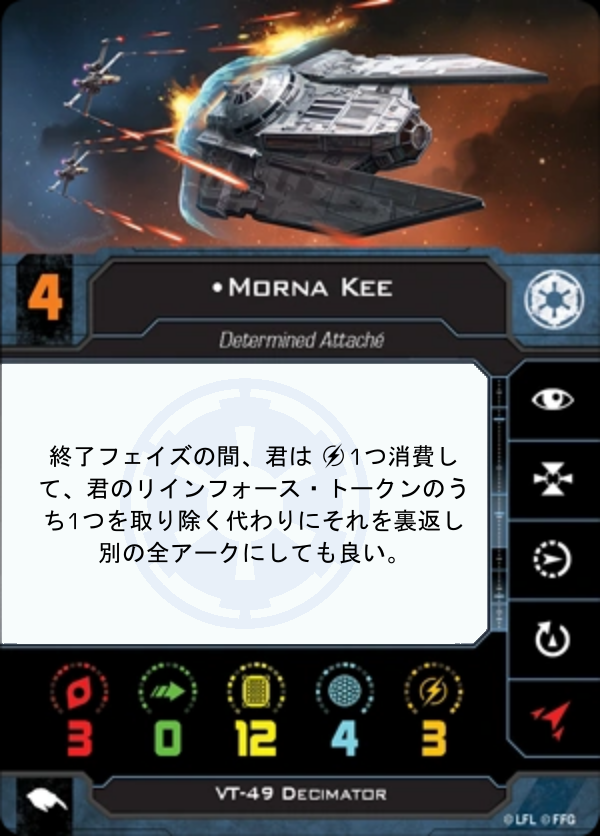 4
•Morna Kee
Determined Attaché
終了フェイズの間、君は 1つ消費し
て、君のリインフォース・トークンのう
ち1つを取り除く代わりにそれを裏返し
別の全アークにしても良い。
3 0 12 4 3
VT-49 Decimator
©LFL ©FFG